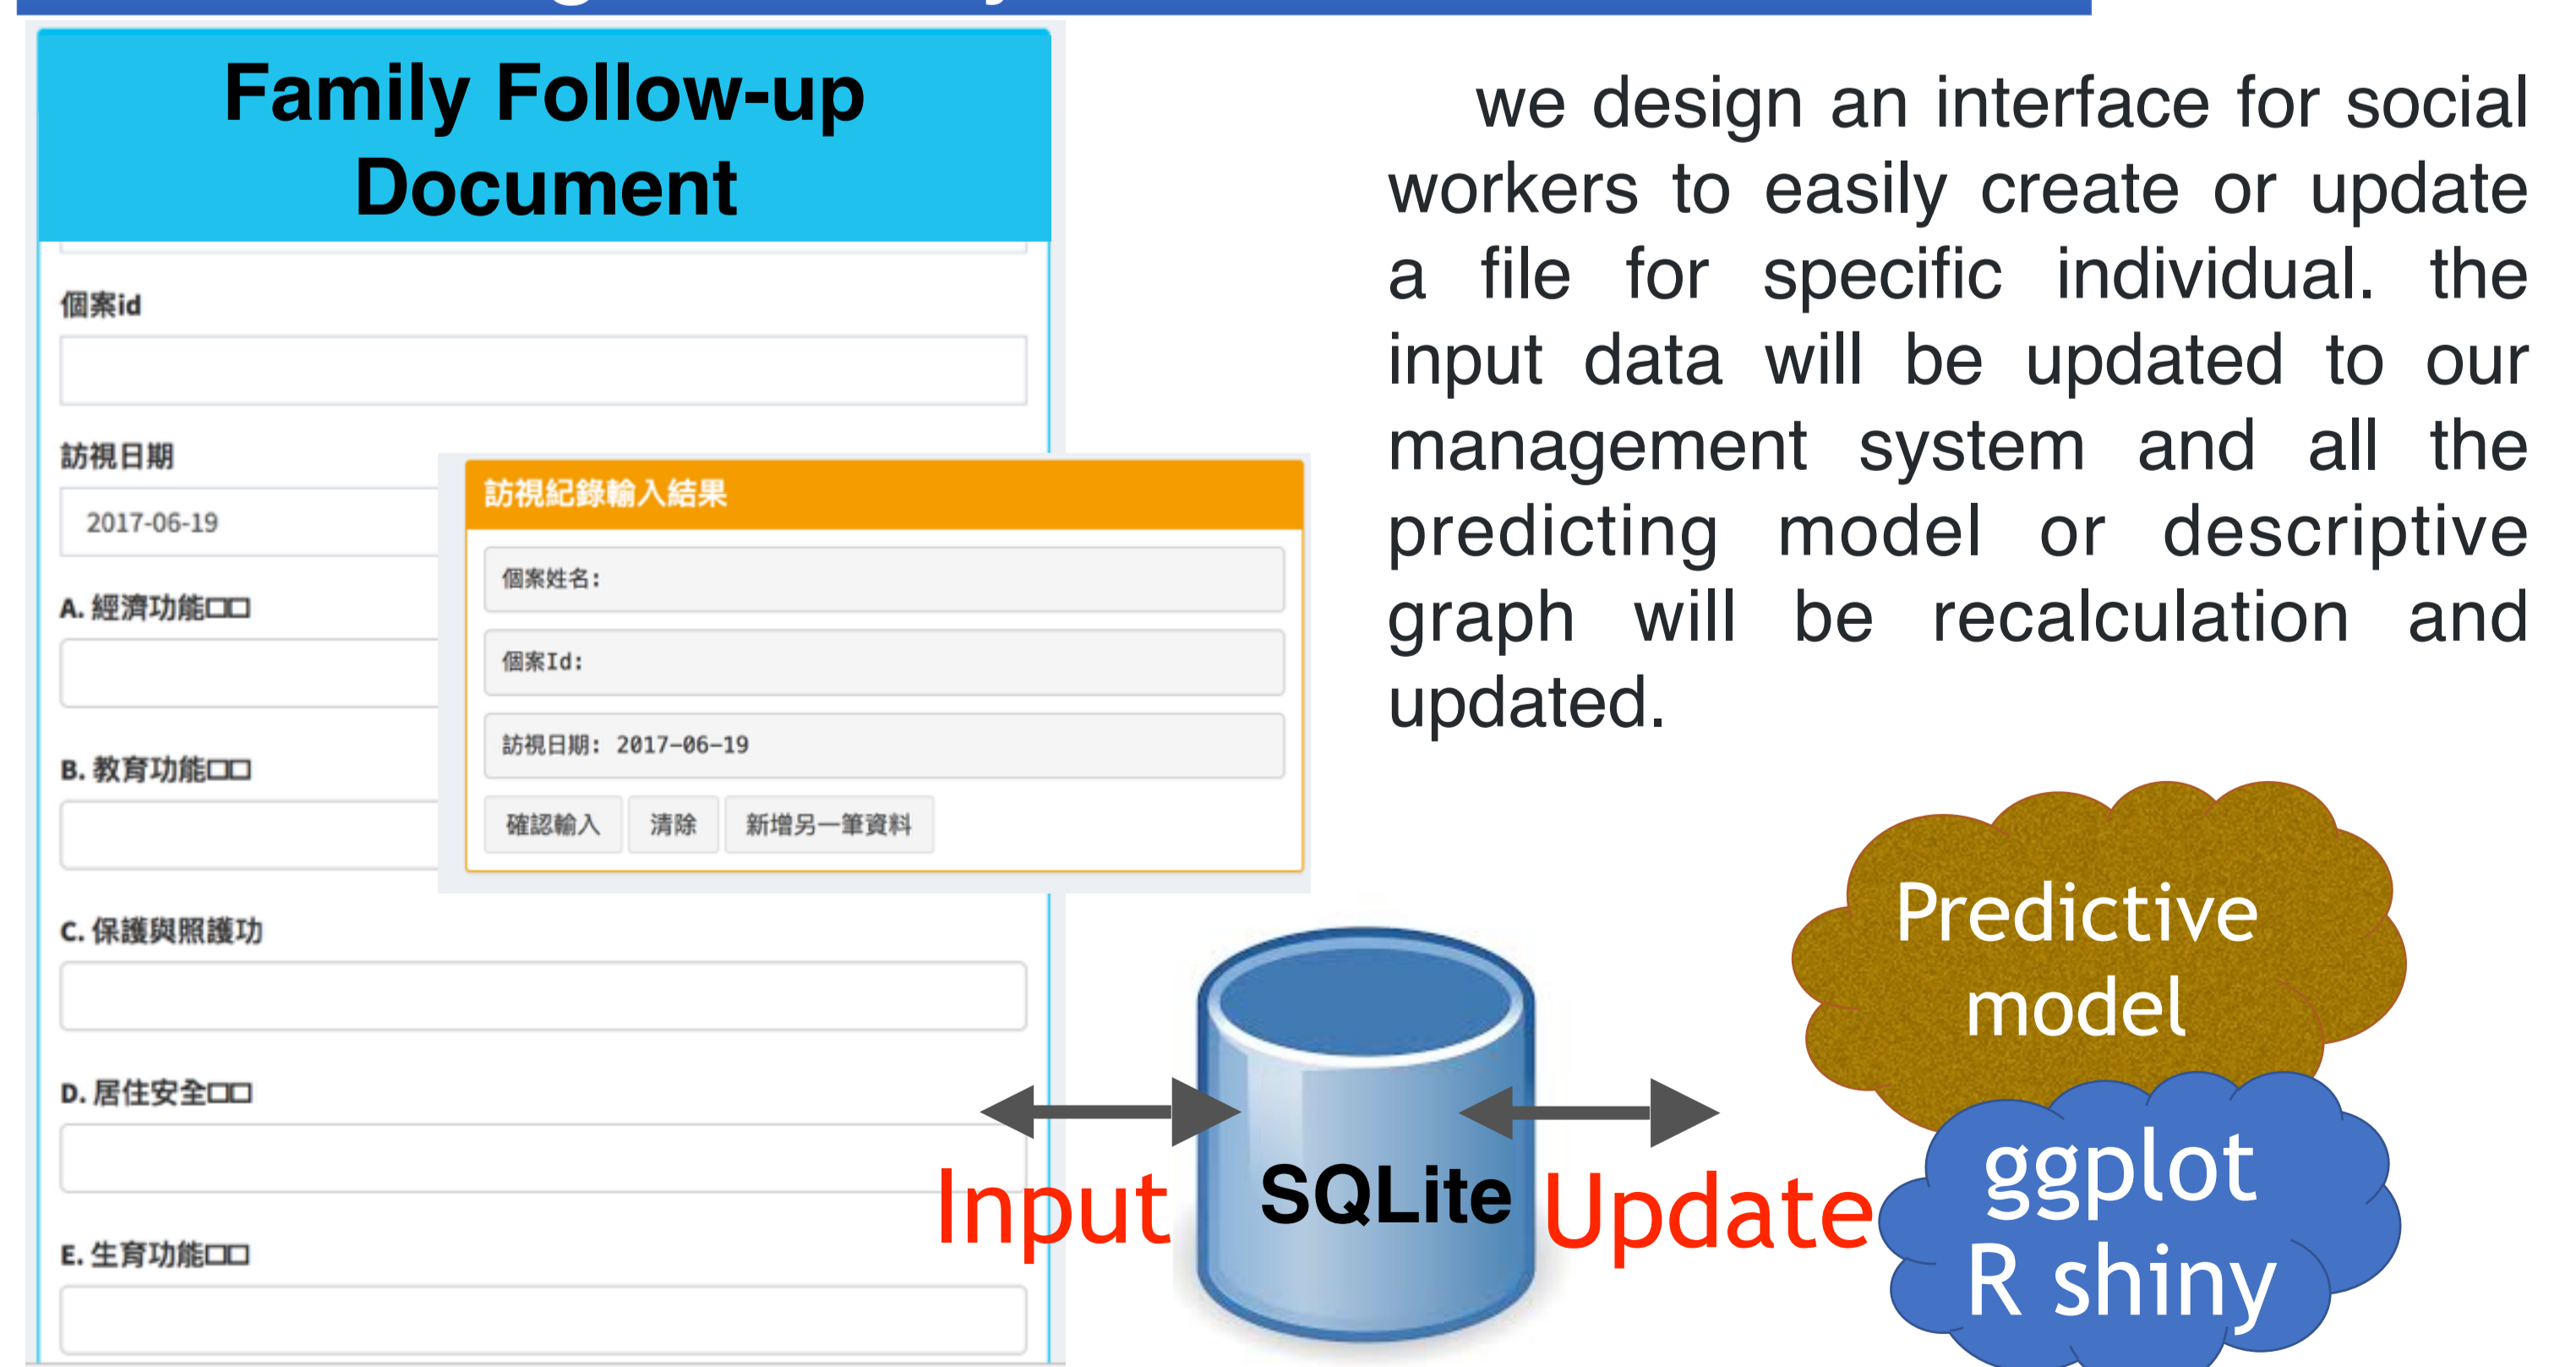 Family Follow-up
Document
個案id
訪視日期
2017-06-19
A. 經濟功能□□
B. 教育功能□□
C. 保護與照護功
D. 居住安全□□
E. 生育功能□□
訪視紀錄輸入結果
個案姓名:
個案Id:
訪視日期: 2017-06-19
確認輸入 清除 新增另一筆資料
we design an interface for social
workers to easily create or update
a file for specific individual. the
input data will be updated to our
management system and all the
predicting model or descriptive
graph will be recalculation and
updated.
Input
SQLite
Update
Predictive
model
ggplot
R shiny